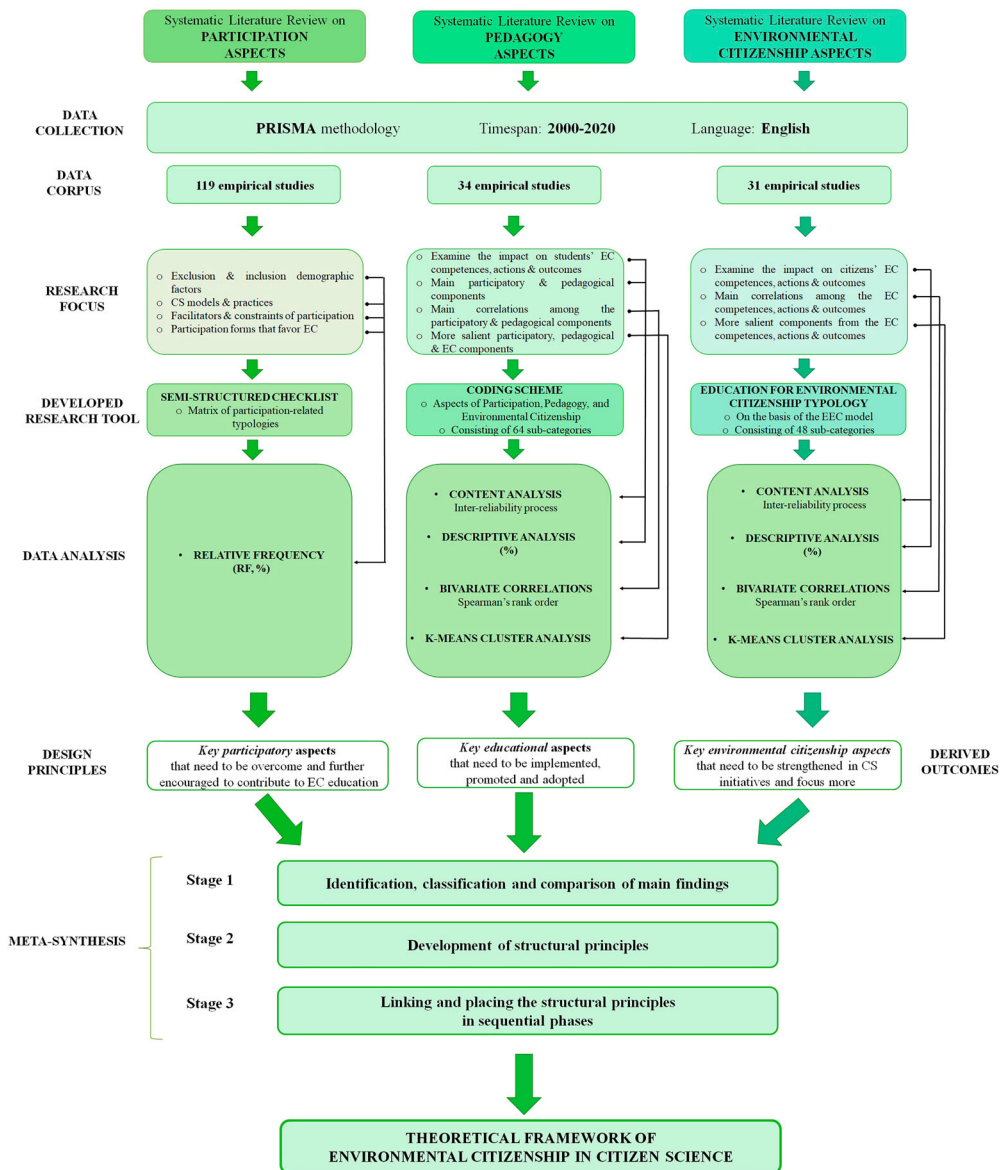 Systematic Literature Review on
PARTICIPATION
ASPECTS
Systematic Literature Review on
PEDAGOGY
ASPECTS
Systematic Literature Review on
ENVIRONMENTAL
CITIZENSHIP ASPECTS
DATA
COLLECTION
PRISMA methodology Timespan: 2000-2020 Language: English
DATA
CORPUS
119 empirical studies
34 empirical studies
31 empirical studies
RESEARCH
FOCUS
o Exclusion & inclusion demographic
factors
o CS models & practices
o Facilitators & constraints of participation
o Participation forms that favor EC
o Examine the impact on students' EC
competences, actions & outcomes
o Main participatory & pedagogical
components
o Main correlations among the
participatory & pedagogical components
o More salient participatory, pedagogical
& EC components
o Examine the impact on citizens' EC
competences, actions & outcomes
o Main correlations among the EC
competences, actions & outcomes
o More salient components from the EC
competences, actions & outcomes
DEVELOPED
RESEARCH TOOL
SEMI-STRUCTURED CHECKLIST
o Matrix of participation-related
typologies
CODING SCHEME
o Aspects of Participation, Pedagogy, and
Environmental Citizenship
o Consisting of 64 sub-categories
EDUCATION FOR ENVIRONMENTAL
CITIZENSHIP TYPOLOGY
o On the basis of the EEC model
o Consisting of 48 sub-categories
DATA ANALYSIS
• RELATIVE FREQUENCY
(RF, %)
• CONTENT ANALYSIS
Inter-reliability process
• DESCRIPTIVE ANALYSIS
(%)
• BIVARIATE CORRELATIONS
Spearman's rank order
• K-MEANS CLUSTER ANALYSIS
• CONTENT ANALYSIS
Inter-reliability process
• DESCRIPTIVE ANALYSIS
(%)
• BIVARIATE CORRELATIONS
Spearman's rank order
• K-MEANS CLUSTER ANALYSIS
DESIGN
PRINCIPLES
Key participatory aspects
that need to be overcome and further
encouraged to contribute to EC education
Key educational aspects
that need to be implemented,
promoted and adopted
Key environmental citizenship aspects
that need to be strengthened in CS
initiatives and focus more
DERIVED
OUTCOMES
META-SYNTHESIS
Stage 1
Identification, classification and comparison of main findings
Stage 2
Development of structural principles
Stage 3
Linking and placing the structural principles
in sequential phases
THEORETICAL FRAMEWORK OF
ENVIRONMENTAL CITIZENSHIP IN CITIZEN SCIENCE